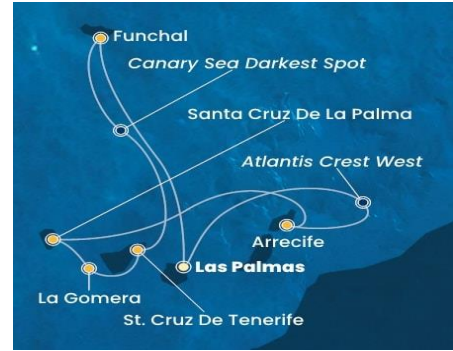 Funchal
Canary Sea Darkest Spot
Santa Cruz De La Palma
Atlantis Crest West
Arrecife
Las Palmas
La Gomera
St. Cruz De Tenerife